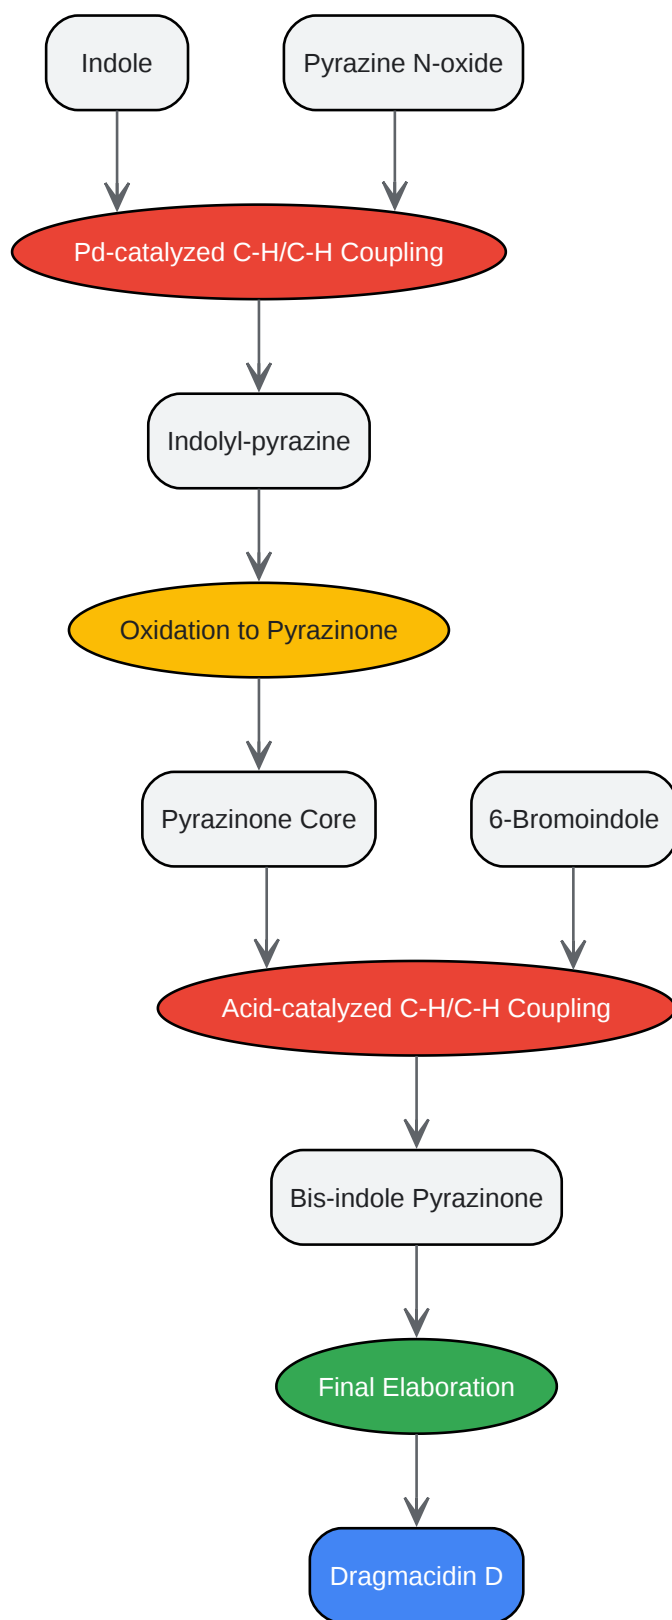 Indole
Pyrazine N-oxide
Pd-catalyzed C-H/C-H Coupling
Indolyl-pyrazine
Oxidation to Pyrazinone
Pyrazinone Core
6-Bromoindole
Acid-catalyzed C-H/C-H Coupling
Bis-indole Pyrazinone
Final Elaboration
Dragmacidin D